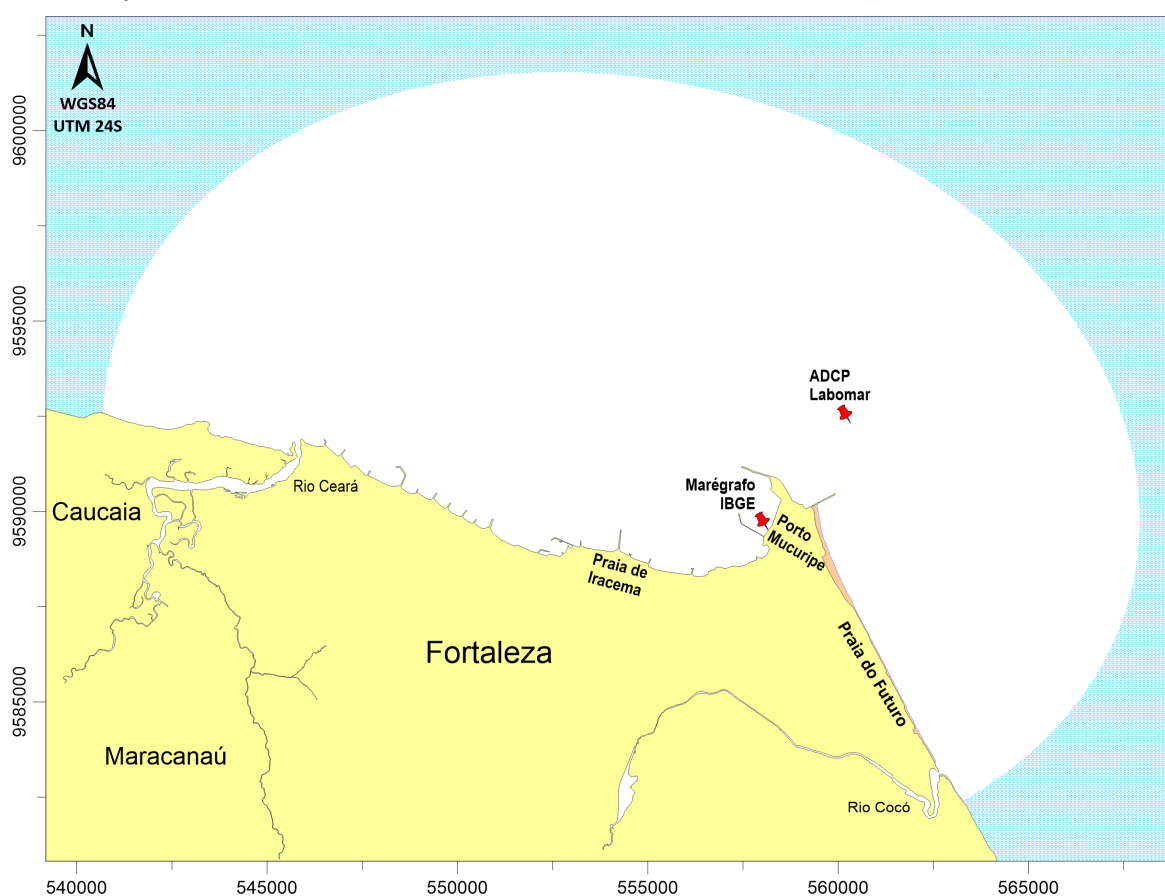 N
WGS84
UTM 24S
9600000
9595000
9590000
9585000
ADCP
Labomar
Marégrafo
IBGE
Porto
Mucuripe
Rio Ceará
Caucaia
Praia de
Iracema
Fortaleza
Praia do Futuro
Maracanaú
Rio Cocó
540000
545000
550000
555000
560000
565000